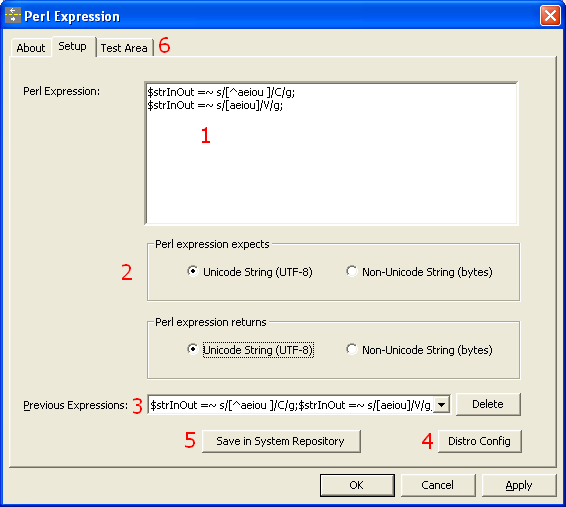 Perl Expression
About Setup Test Area 6
Perl Expression:
$strInOut =~ s/[^aeiou ]/C/g;
$strInOut =~ s/[aeiou]/V/g;
1
Perl expression expects
2 Unicode String (UTF-8) Non-Unicode String (bytes)
Perl expression returns
Unicode String (UTF-8) Non-Unicode String (bytes)
Previous Expressions: 3 $strInOut =~ s/[^aeiou ]/C/g;$strInOut =~ s/[aeiou]/V/g Delete
5 Save in System Repository 4 Distro Config
OK Cancel Apply